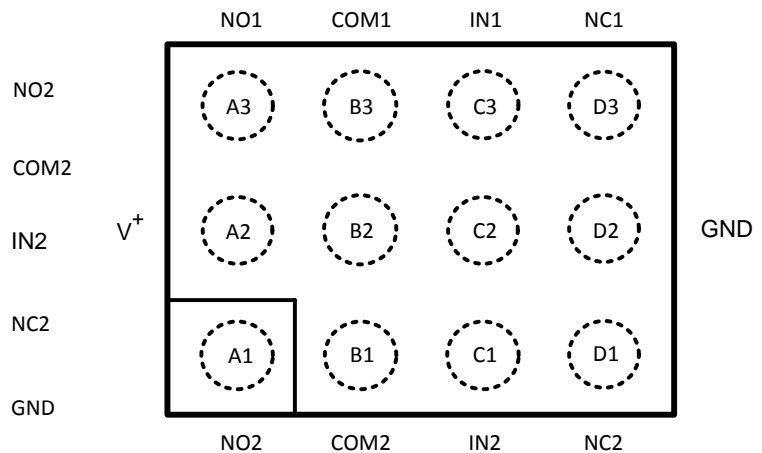 NO1 COM1 IN1 NC1
NO2
A3 B3 C3 D3
COM2
V+ A2 B2 C2 D2 GND
IN2
NC2
A1 B1 C1 D1
GND
NO2 COM2 IN2 NC2